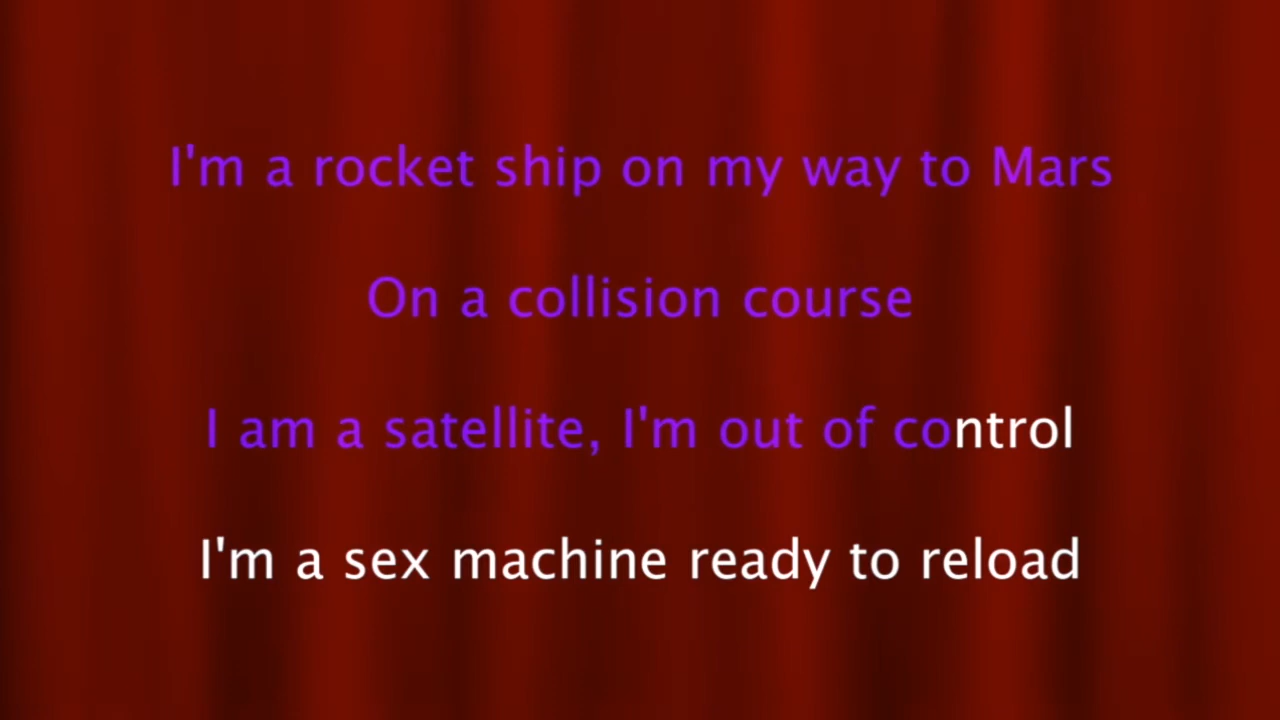 I'm a rocket ship on my way to Mars
On a collision course
I am a satellite, I'm out of control
I'm a sex machine ready to reload